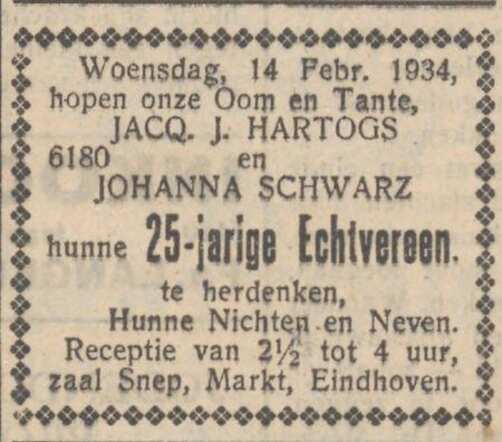 Woensdag, 14 Febr. 1934,
hopen onze Oom en Tante,
JACQ. J. HARTOGS
6180 en
JOHANNA SCHWARZ
hunne 25-jarige Echtvereen.
te herdenken,
Hunne Nichten en Neven.
Receptie van 2½ tot 4 uur,
zaal Snep, Markt, Eindhoven.